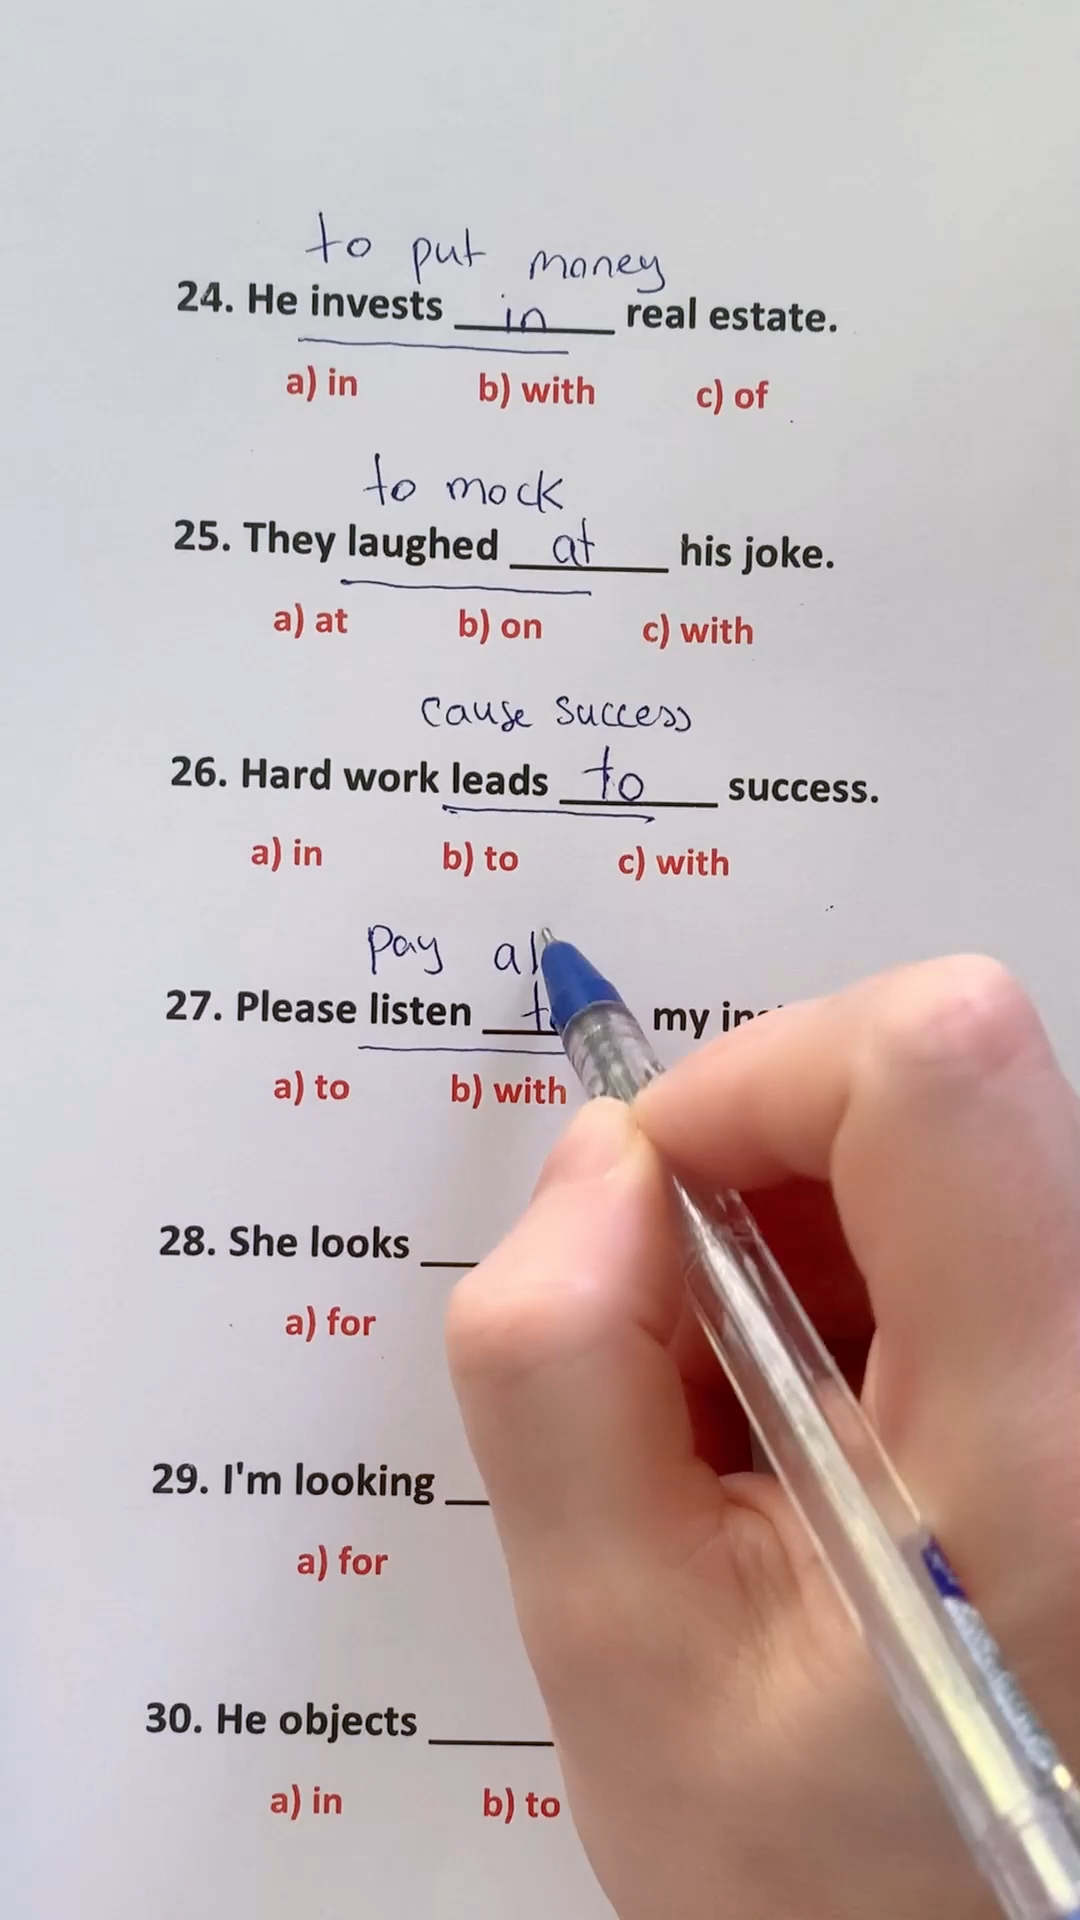 to put money
24. He invests in real estate.
a) in b) with c) of
to mock
25. They laughed at his joke.
a) at b) on c) with
cause success
26. Hard work leads to success.
a) in b) to c) with
pay
27. Please listen my
a) to b) with
28. She looks
a) for
29. I'm looking
a) for
30. He objects
a) in b) to